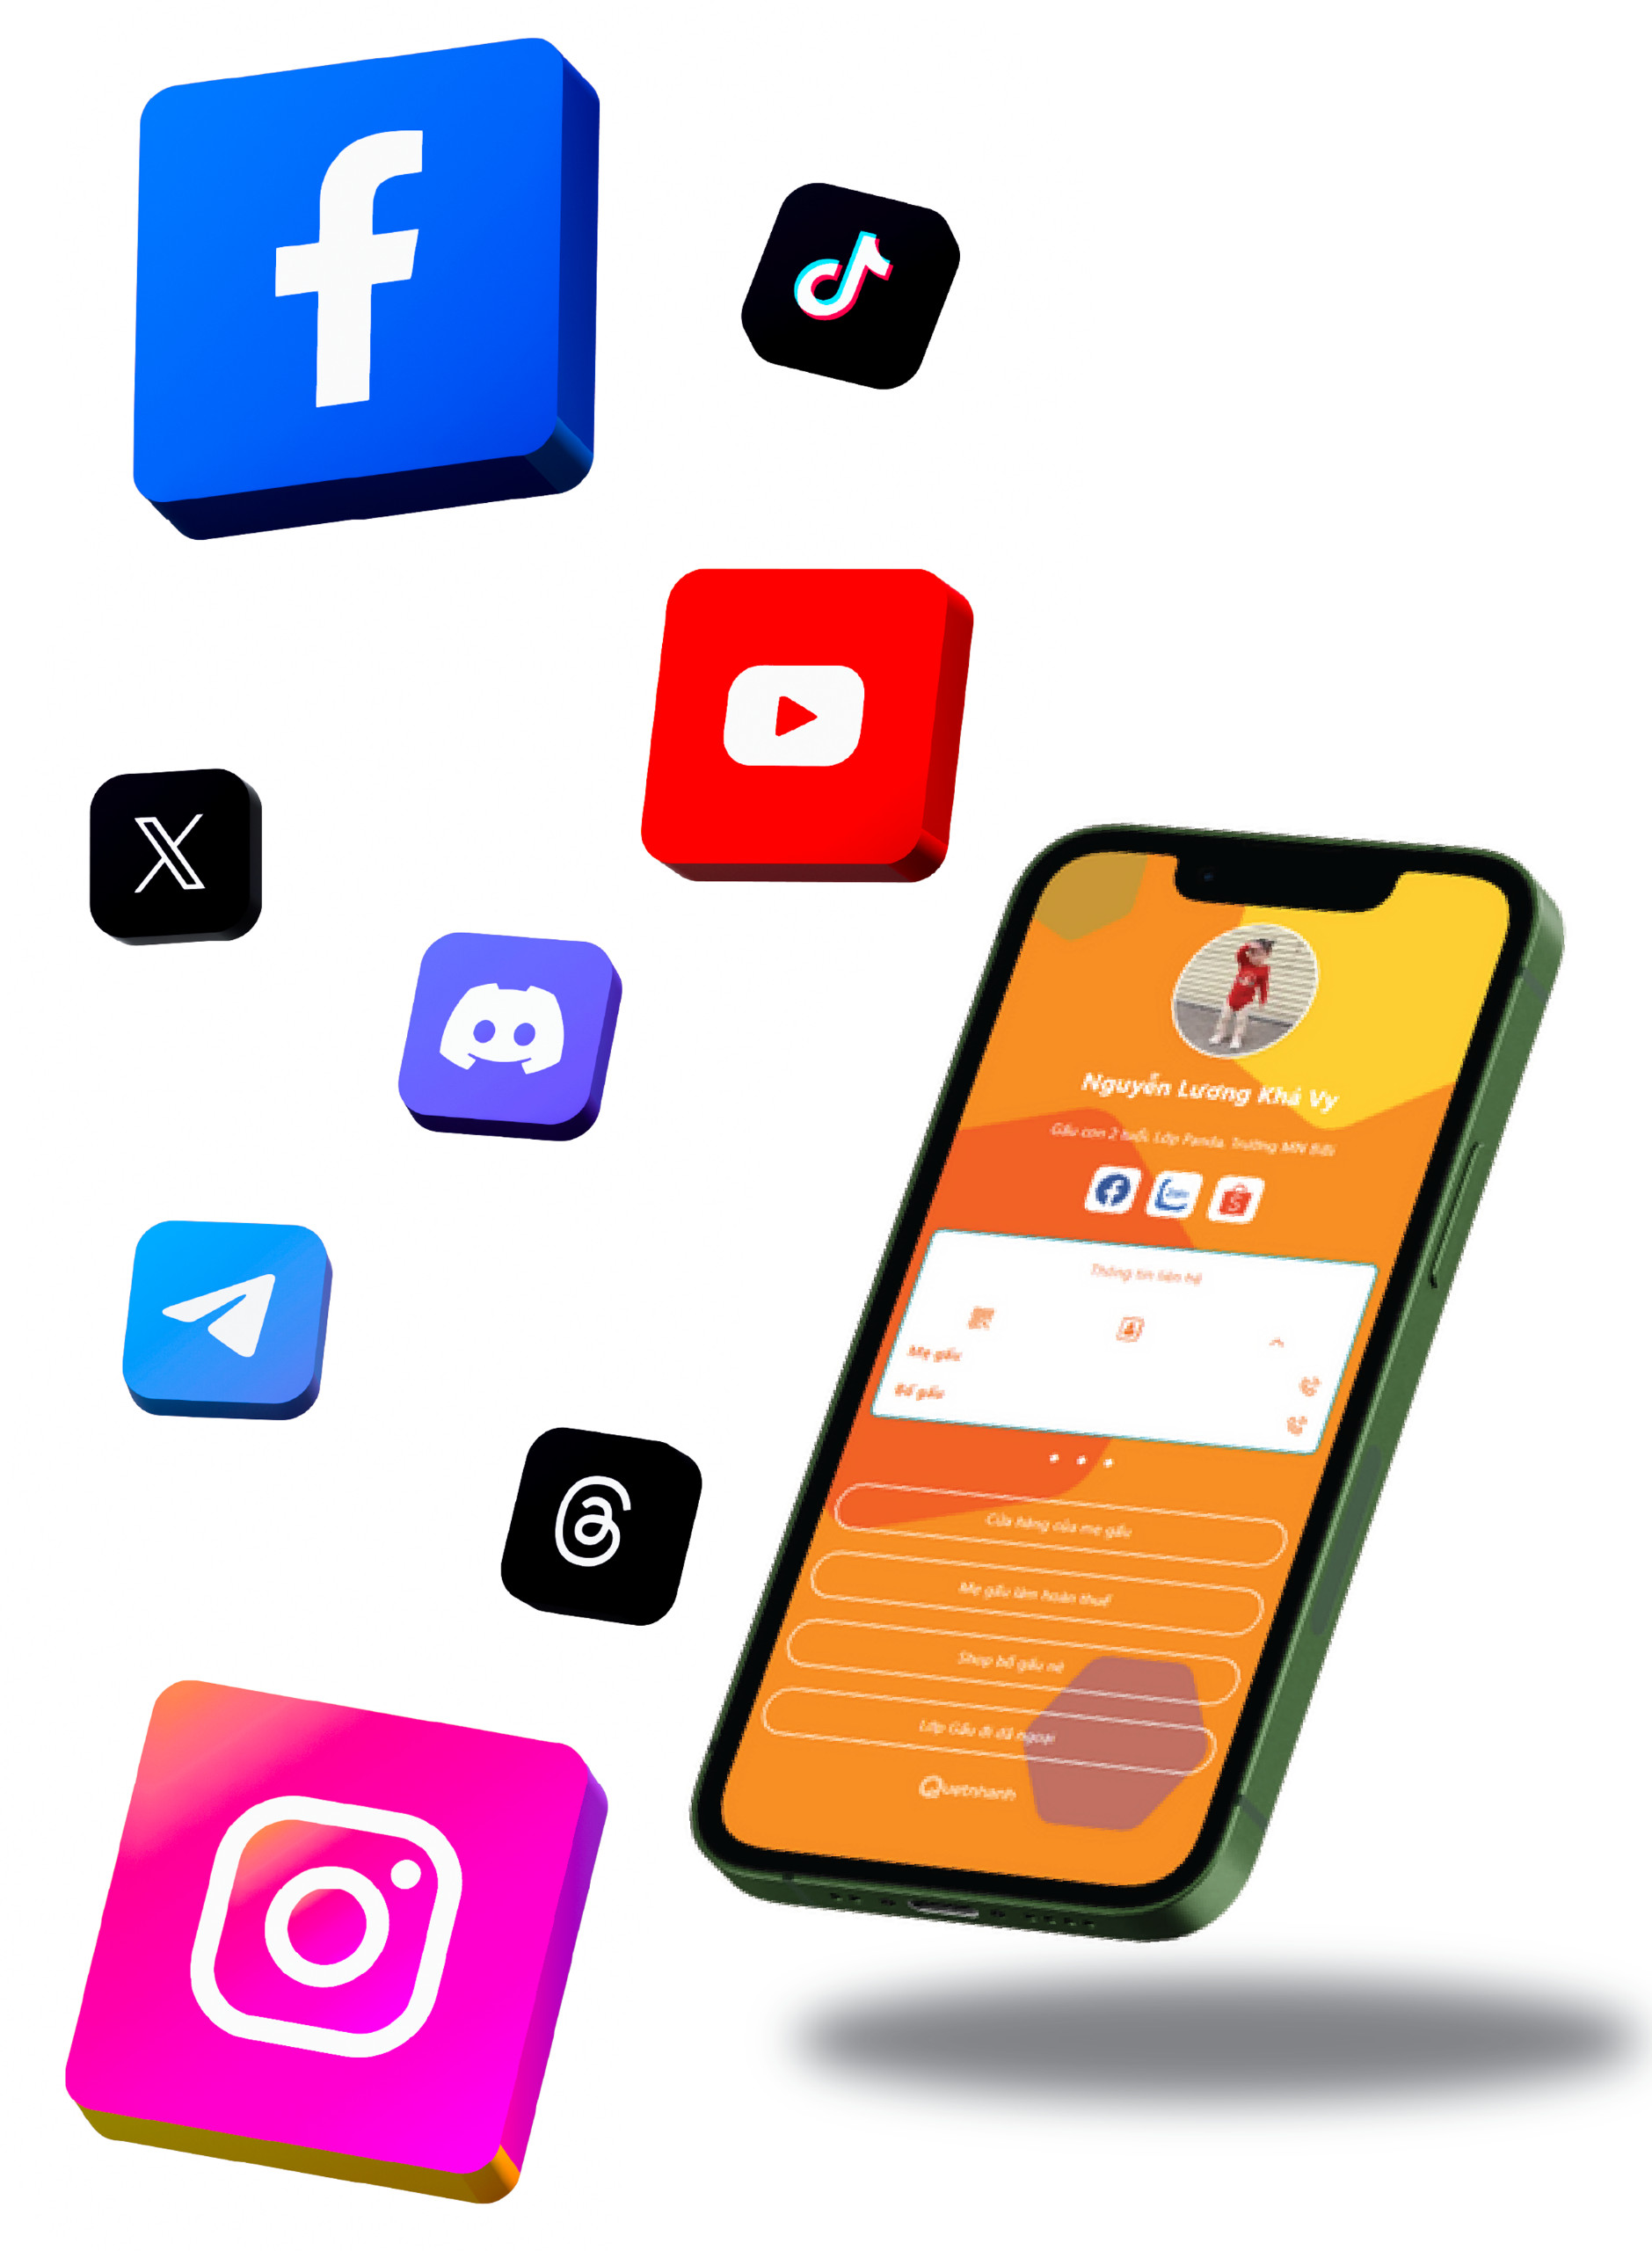 Nguyễn Lương Khả Vy
Gấu con 2 tuổi, Lớp Panda, Trường MN BiBi
Zalo
Thông tin liên hệ
Mẹ gấu
Bố gấu
Cửa hàng của mẹ gấu
Mẹ gấu làm hoàn thuế
Shop bố gấu nè
Lớp Gấu đi dã ngoại
Quetnhanh